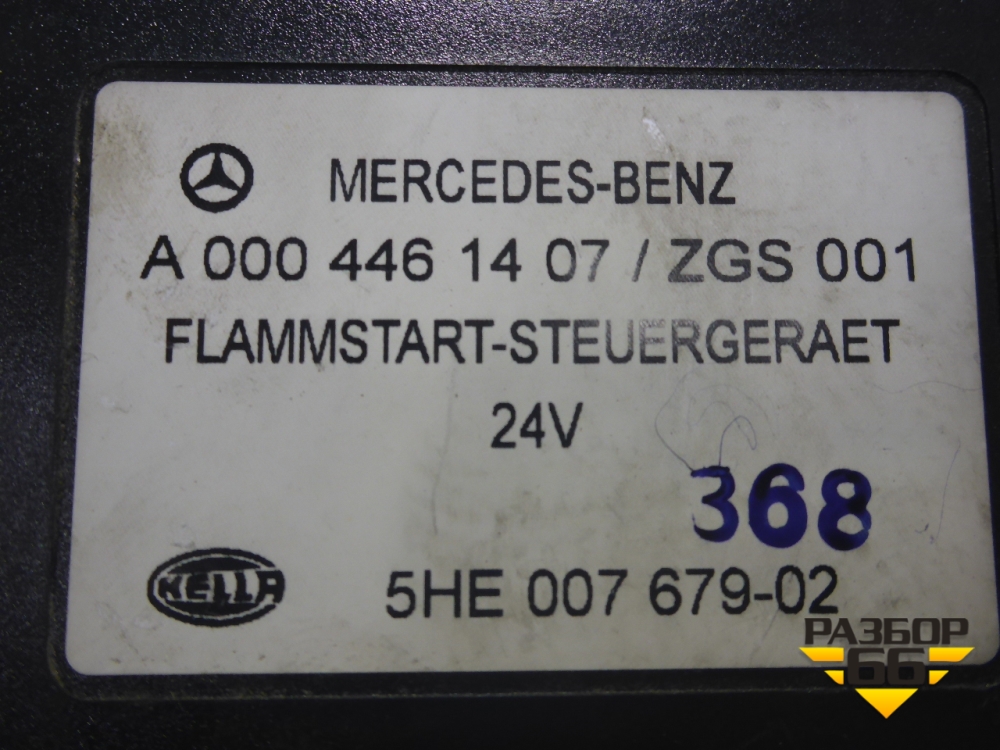 MERCEDES-BENZ
A 000 446 14 07 / ZGS 001
FLAMMSTART-STEUERGERAET
24V
368
HELLA
5HE 007 679-02
РАЗБОР
66